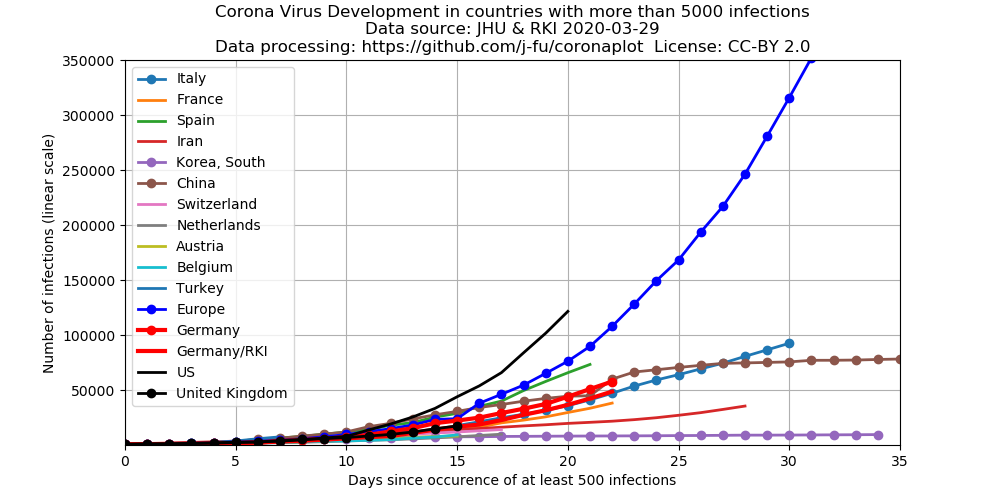 Corona Virus Development in countries with more than 5000 infections
Data source: JHU & RKI 2020-03-29
Data processing: https://github.com/j-fu/coronaplot  License: CC-BY 2.0
Number of infections (linear scale)
350000
300000
250000
200000
150000
100000
50000
Italy
France
Spain
Iran
Korea, South
China
Switzerland
Netherlands
Austria
Belgium
Turkey
Europe
Germany
Germany/RKI
US
United Kingdom
0 5 10 15 20 25 30 35
Days since occurence of at least 500 infections